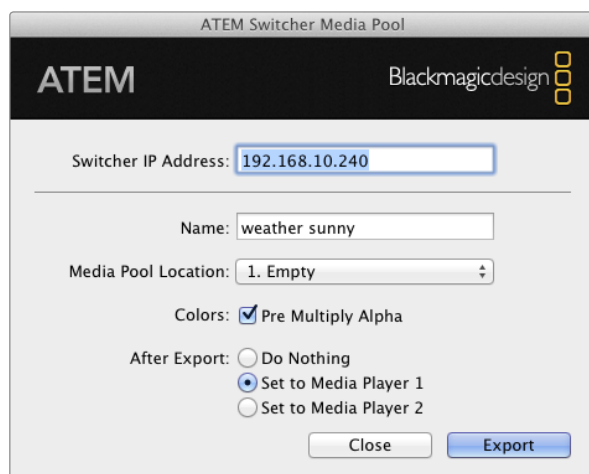 ATEM Switcher Media Pool
ATEM
Blackmagicdesign
Switcher IP Address: 192.168.10.240
Name: weather sunny
Media Pool Location: 1. Empty
Colors: Pre Multiply Alpha
After Export: Do Nothing
Set to Media Player 1
Set to Media Player 2
Close Export